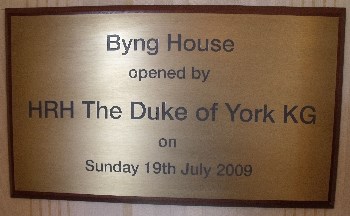 Byng House
opened by
HRH The Duke of York KG
on
Sunday 19th July 2009